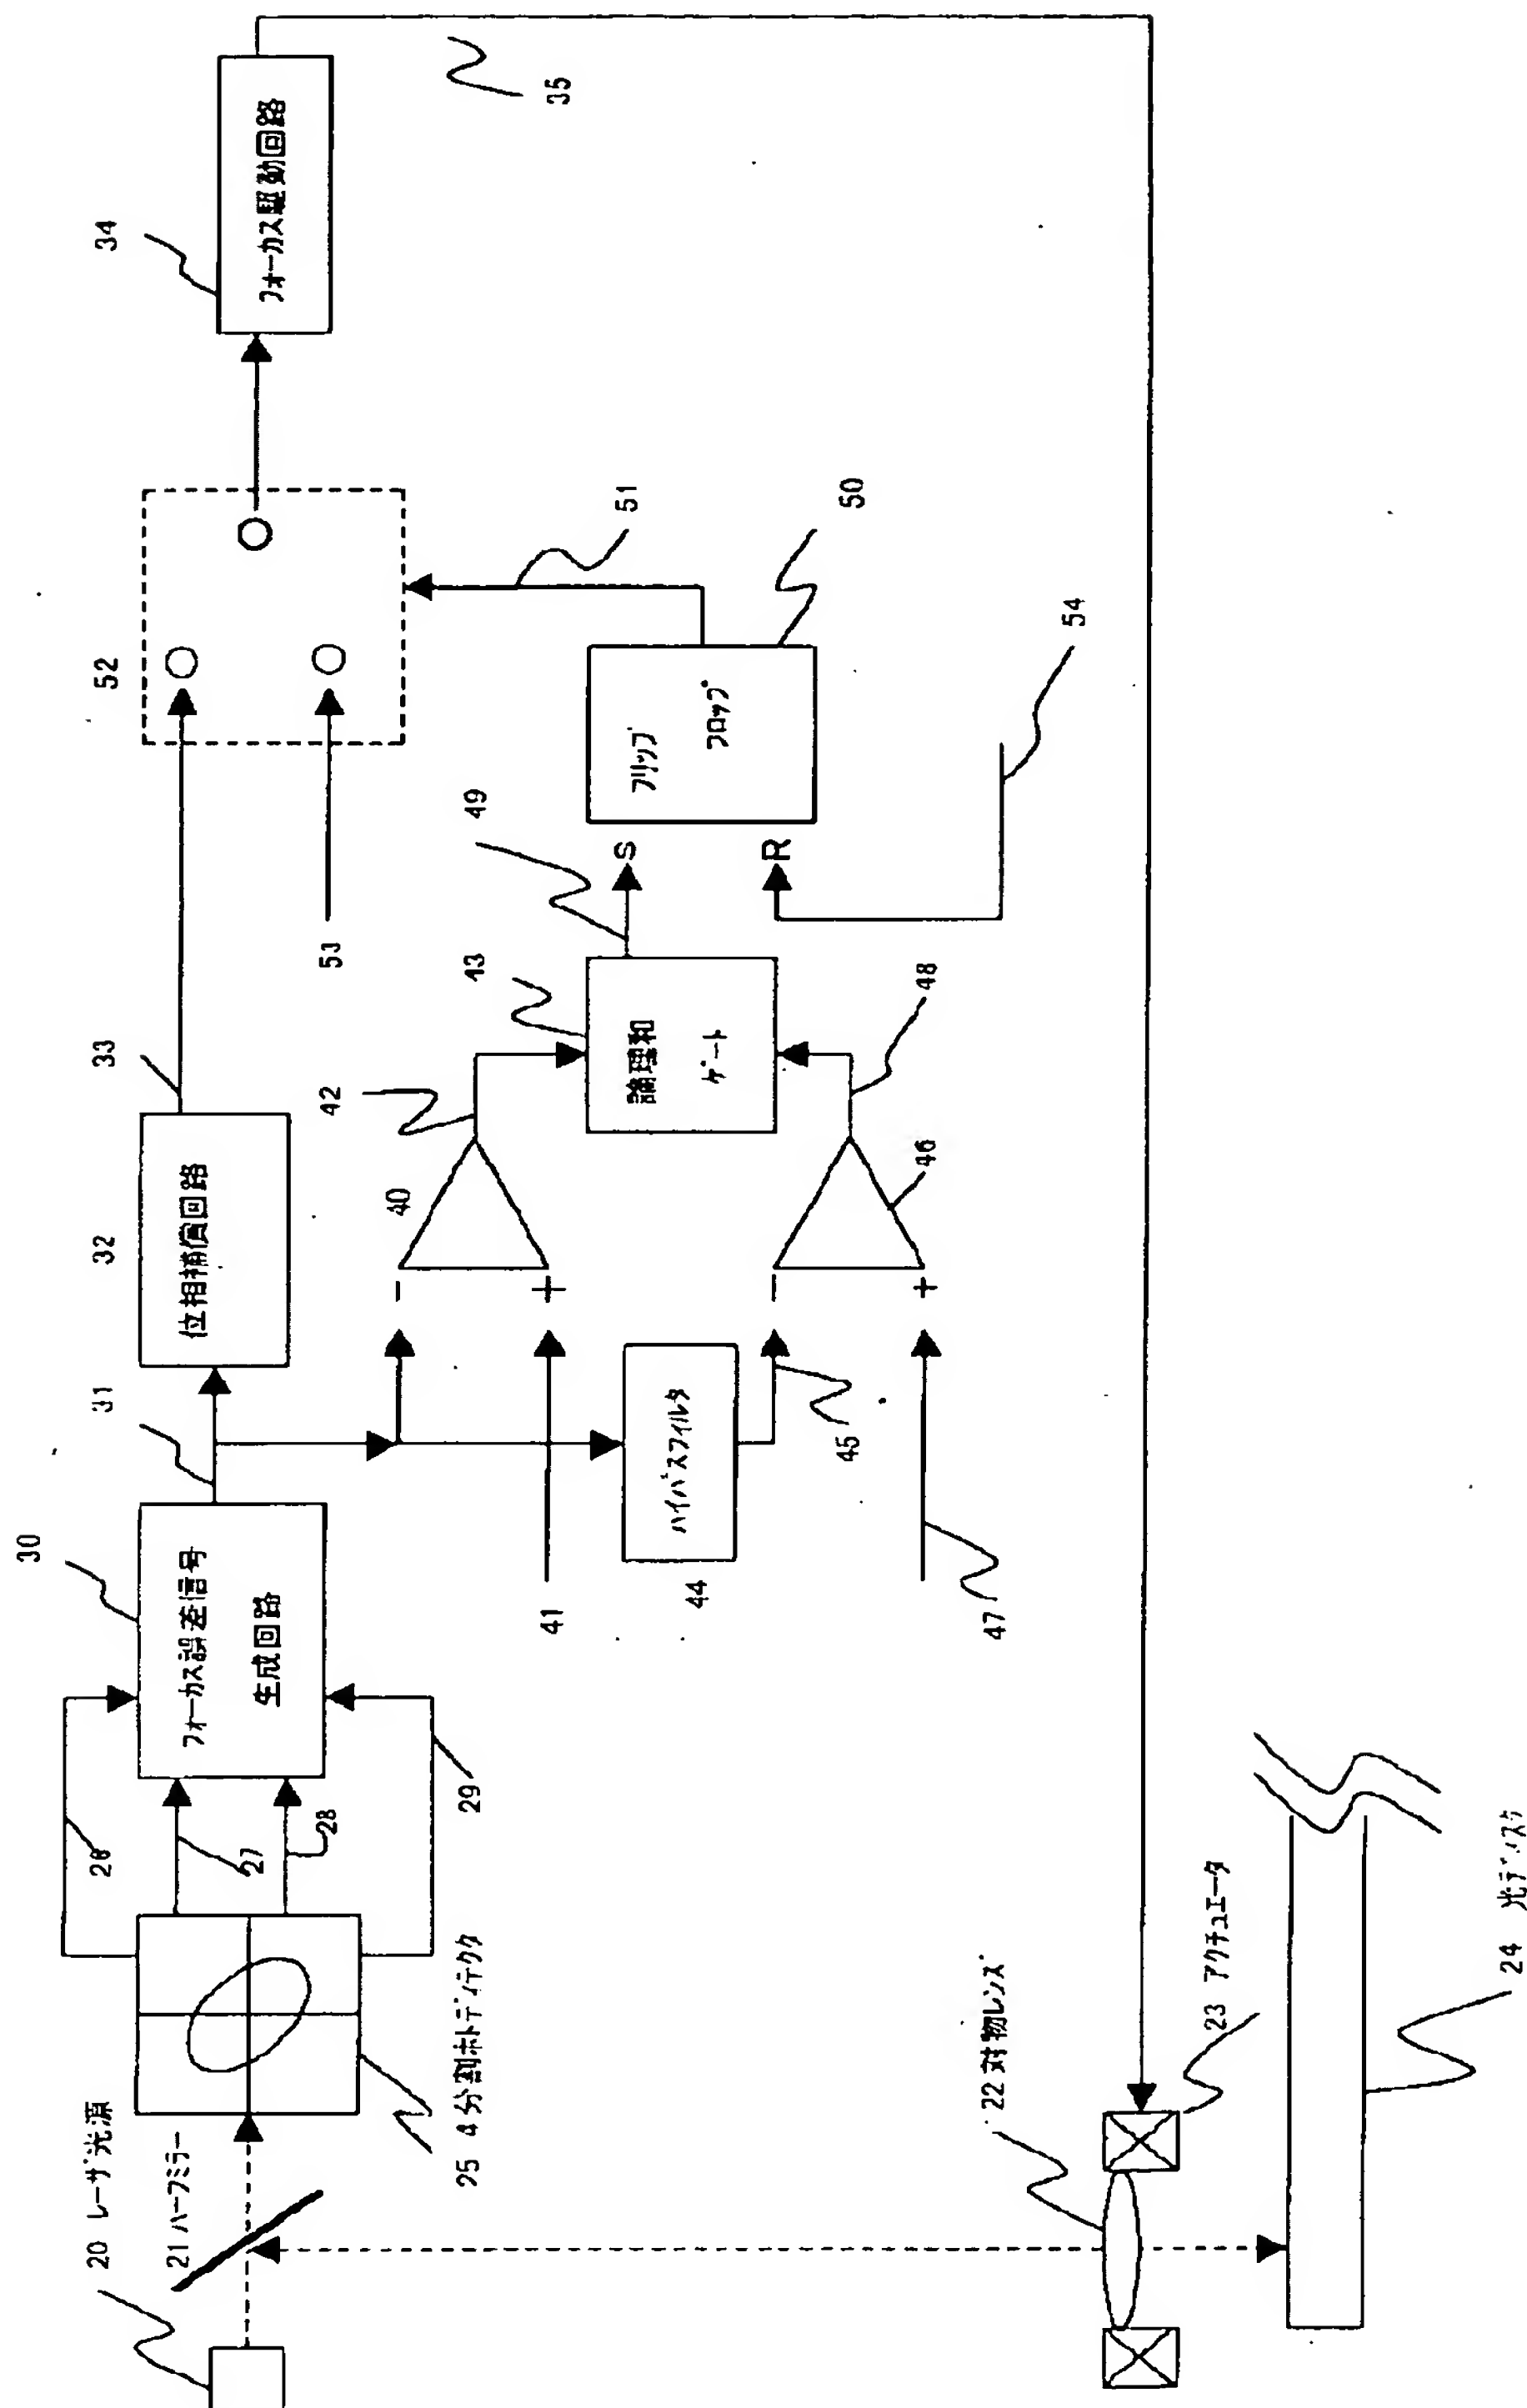 20 レーザ光源
21 ハーフミラー
25 4分割ホトディテクタ
26
27
28
29
30
フォーカス誤差信号
生成回路
31
32
位相補償回路
33
52
53
34
フォーカス駆動回路
35
40
-
+
41
42
43
論理和
ゲート
44
ハイパスフィルタ
45
46
-
+
47
48
49
S
R
フリップ
フロップ
50
51
54
22 対物レンズ
23 アクチュエータ
24 光ディスク